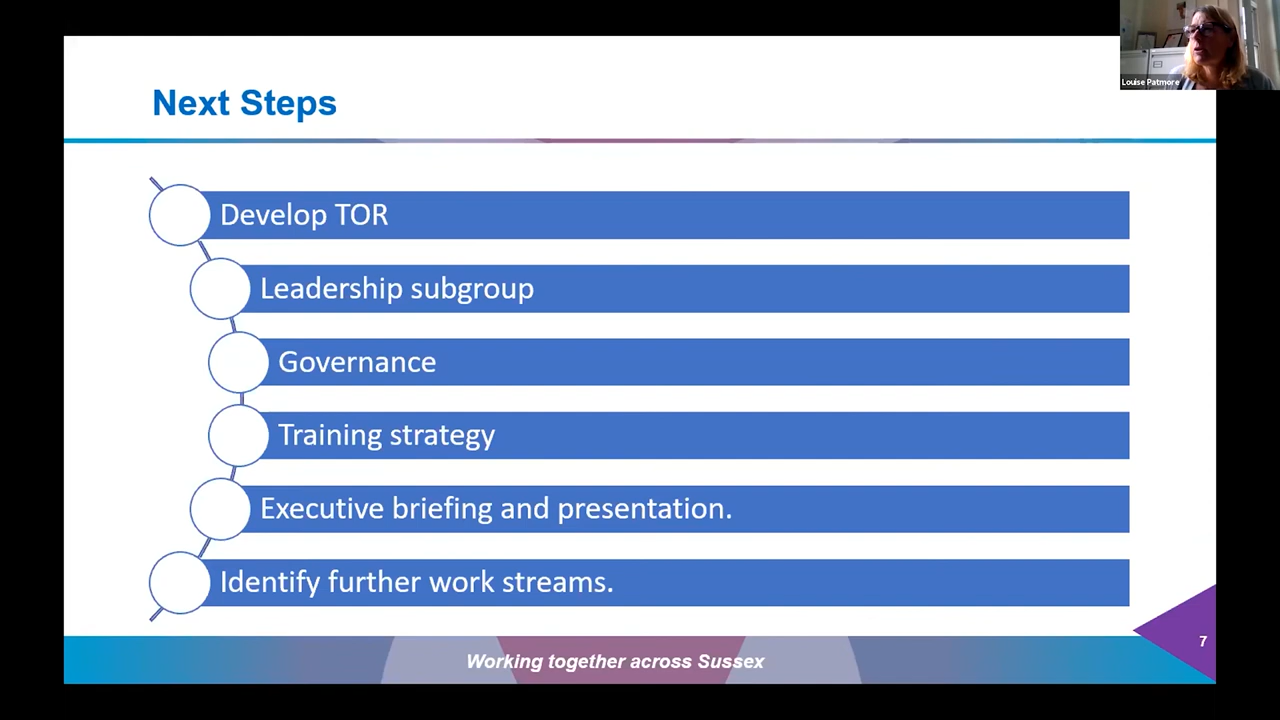 Louise Patmore
Next Steps
Develop TOR
Leadership subgroup
Governance
Training strategy
Executive briefing and presentation.
Identify further work streams.
Working together across Sussex
7